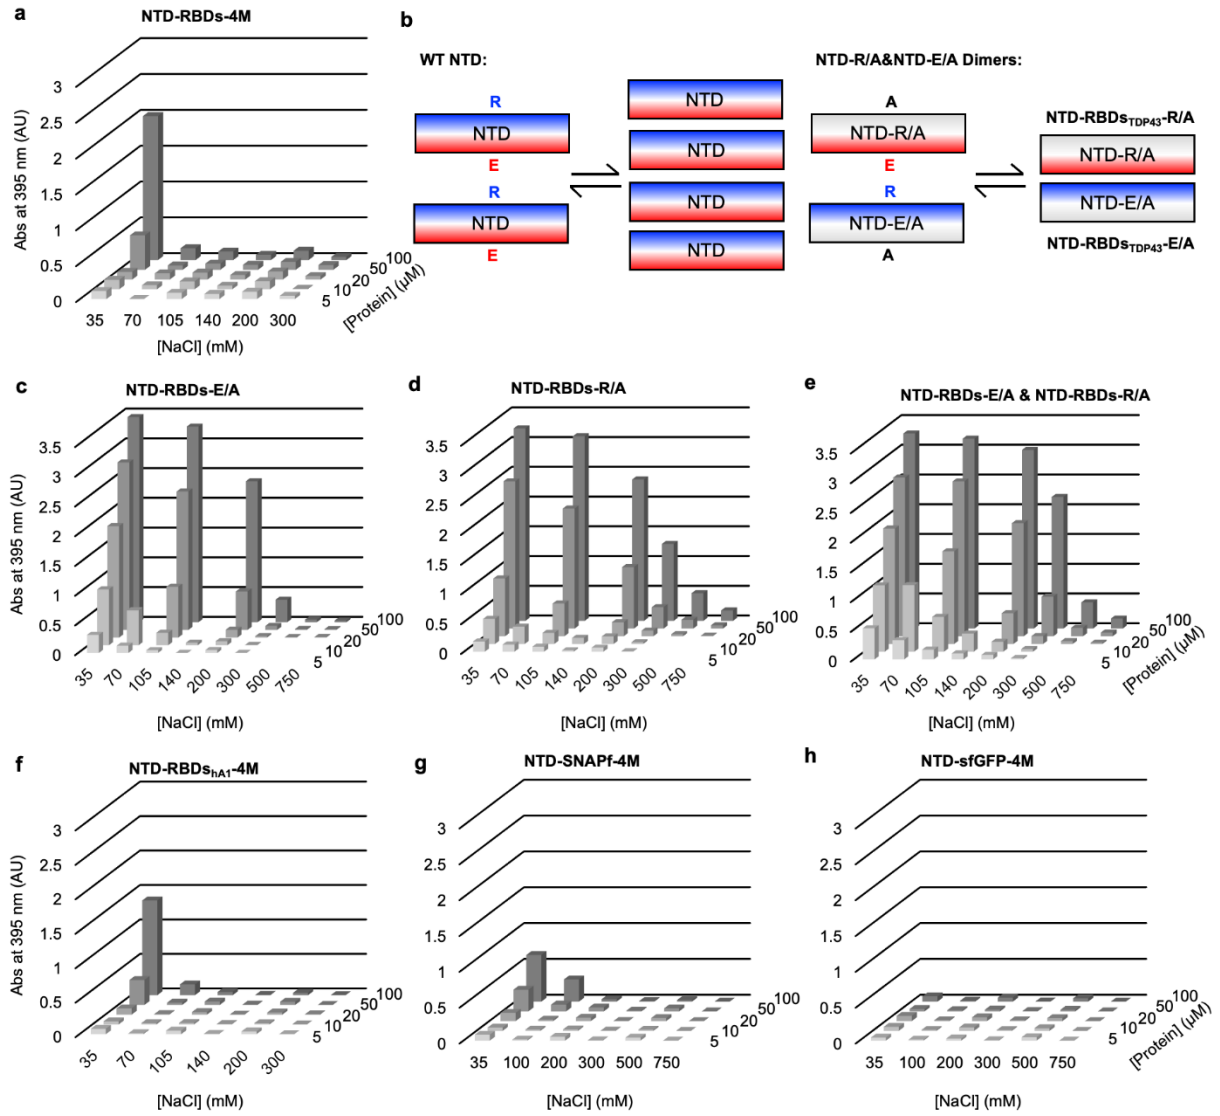 a
NTD-RBDs-4M
Abs at 395 nm (AU)
3
2.5
2
1.5
1
0.5
0
35 70 105 140 200 300
[NaCl] (mM)
5 10 20 50 100
[Protein] (µM)
b
WT NTD:
R
NTD
E
R
NTD
E
NTD
NTD
NTD
NTD
NTD-R/A&NTD-E/A Dimers:
A
NTD-R/A
E
R
NTD-E/A
A
NTD-RBDsTDP43-R/A
NTD-R/A
NTD-E/A
NTD-RBDsTDP43-E/A
c
NTD-RBDs-E/A
Abs at 395 nm (AU)
3.5
3
2.5
2
1.5
1
0.5
0
35 70 105 140 200 300 500 750
[NaCl] (mM)
5 10 20 50 100
d
NTD-RBDs-R/A
3.5
3
2.5
2
1.5
1
0.5
0
35 70 105 140 200 300 500 750
[NaCl] (mM)
5 10 20 50 100
e
NTD-RBDs-E/A & NTD-RBDs-R/A
3.5
3
2.5
2
1.5
1
0.5
0
35 70 105 140 200 300 500 750
[NaCl] (mM)
5 10 20 50 100
[Protein] (µM)
f
NTD-RBDshA1-4M
Abs at 395 nm (AU)
3
2.5
2
1.5
1
0.5
0
35 70 105 140 200 300
[NaCl] (mM)
5 10 20 50 100
g
NTD-SNAPf-4M
3
2.5
2
1.5
1
0.5
0
35 100 200 300 500 750
[NaCl] (mM)
5 10 20 50 100
h
NTD-sfGFP-4M
3
2.5
2
1.5
1
0.5
0
35 100 200 300 500 750
[NaCl] (mM)
5 10 20 50 100
[Protein] (µM)